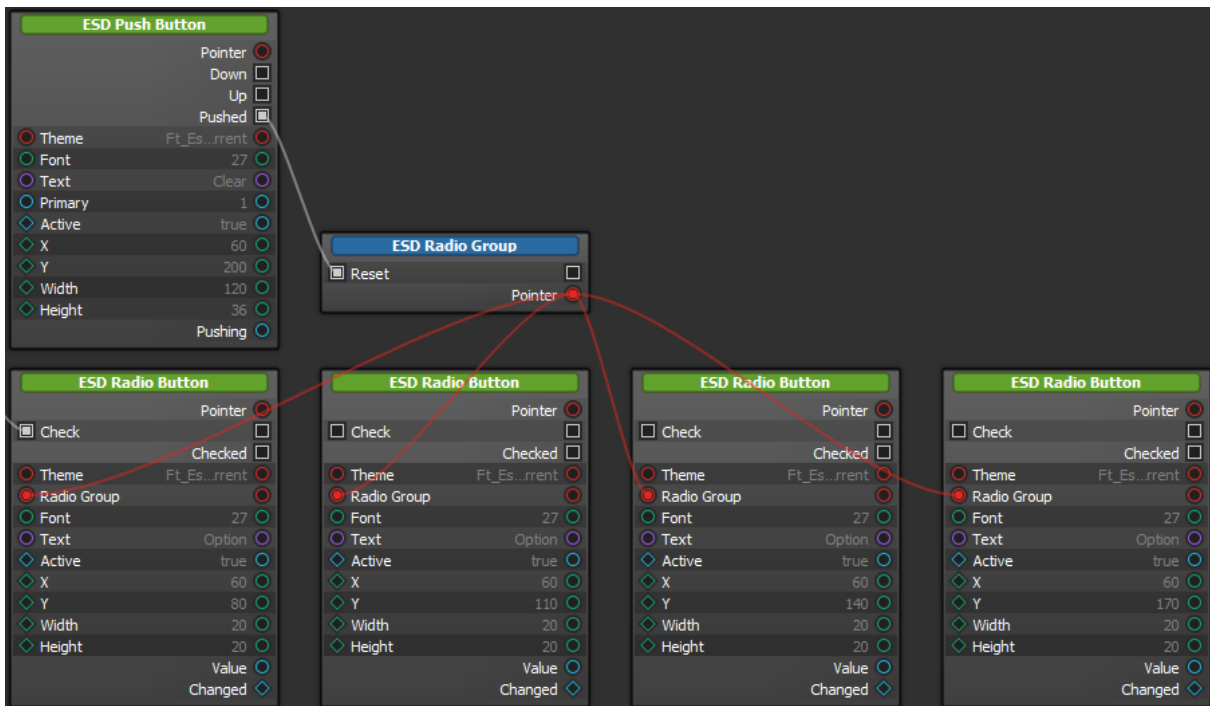 ESD Push Button
Pointer
Down
Up
Pushed
Theme Ft_Es...rrent
Font 27
Text Clear
Primary 1
Active true
X 60
Y 200
Width 120
Height 36
Pushing
ESD Radio Group
Reset
Pointer
ESD Radio Button
Pointer
Check
Checked
Theme Ft_Es...rrent
Radio Group
Font 27
Text Option
Active true
X 60
Y 80
Width 20
Height 20
Value
Changed
ESD Radio Button
Pointer
Check
Checked
Theme Ft_Es...rrent
Radio Group
Font 27
Text Option
Active true
X 60
Y 110
Width 20
Height 20
Value
Changed
ESD Radio Button
Pointer
Check
Checked
Theme Ft_Es...rrent
Radio Group
Font 27
Text Option
Active true
X 60
Y 140
Width 20
Height 20
Value
Changed
ESD Radio Button
Pointer
Check
Checked
Theme Ft_Es...rrent
Radio Group
Font 27
Text Option
Active true
X 60
Y 170
Width 20
Height 20
Value
Changed